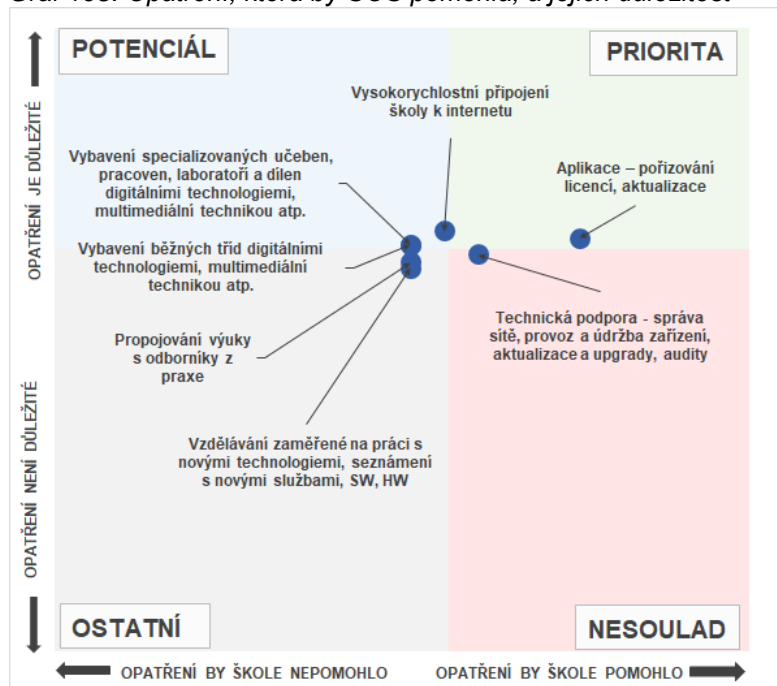 POTENCIÁL
PRIORITA
Vysokorychlostní připojení
školy k internetu
Vybavení specializovaných učeben,
pracoven, laboratoří a dílen
digitálními technologiemi,
multimediální technikou atp.
Aplikace – pořizování
licencí, aktualizace
Vybavení běžných tříd digitálními
technologiemi, multimediální
technikou atp.
Technická podpora - správa
sítě, provoz a údržba zařízení,
aktualizace a upgrady, audity
Propojování výuky
s odborníky z
praxe
Vzdělávání zaměřené na práci s
novými technologiemi, seznámení
s novými službami, SW, HW
OSTATNÍ
NESOULAD
OPATŘENÍ JE DŮLEŽITÉ
OPATŘENÍ NENÍ DŮLEŽITÉ
OPATŘENÍ BY ŠKOLE NEPOMOHLO
OPATŘENÍ BY ŠKOLE POMOHLO